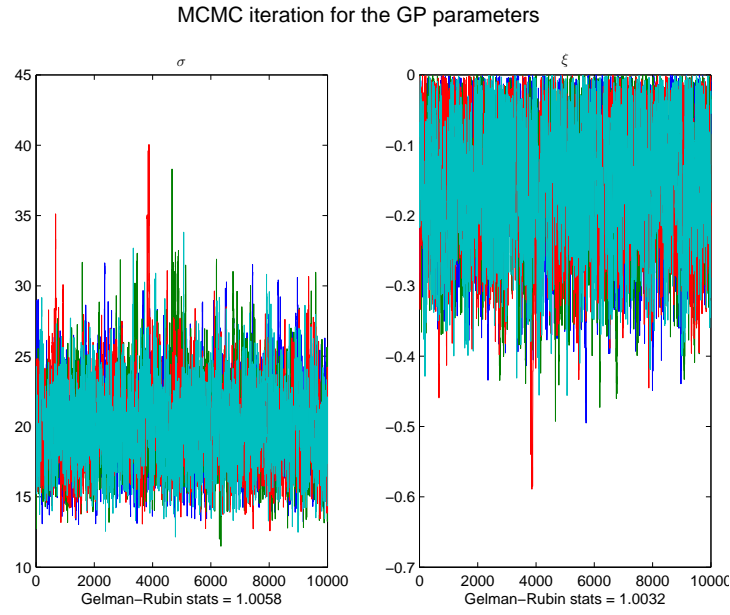 MCMC iteration for the GP parameters
σ
45
40
35
30
25
20
15
10
0 2000 4000 6000 8000 10000
Gelman−Rubin stats = 1.0058
ξ
0
−0.1
−0.2
−0.3
−0.4
−0.5
−0.6
−0.7
0 2000 4000 6000 8000 10000
Gelman−Rubin stats = 1.0032